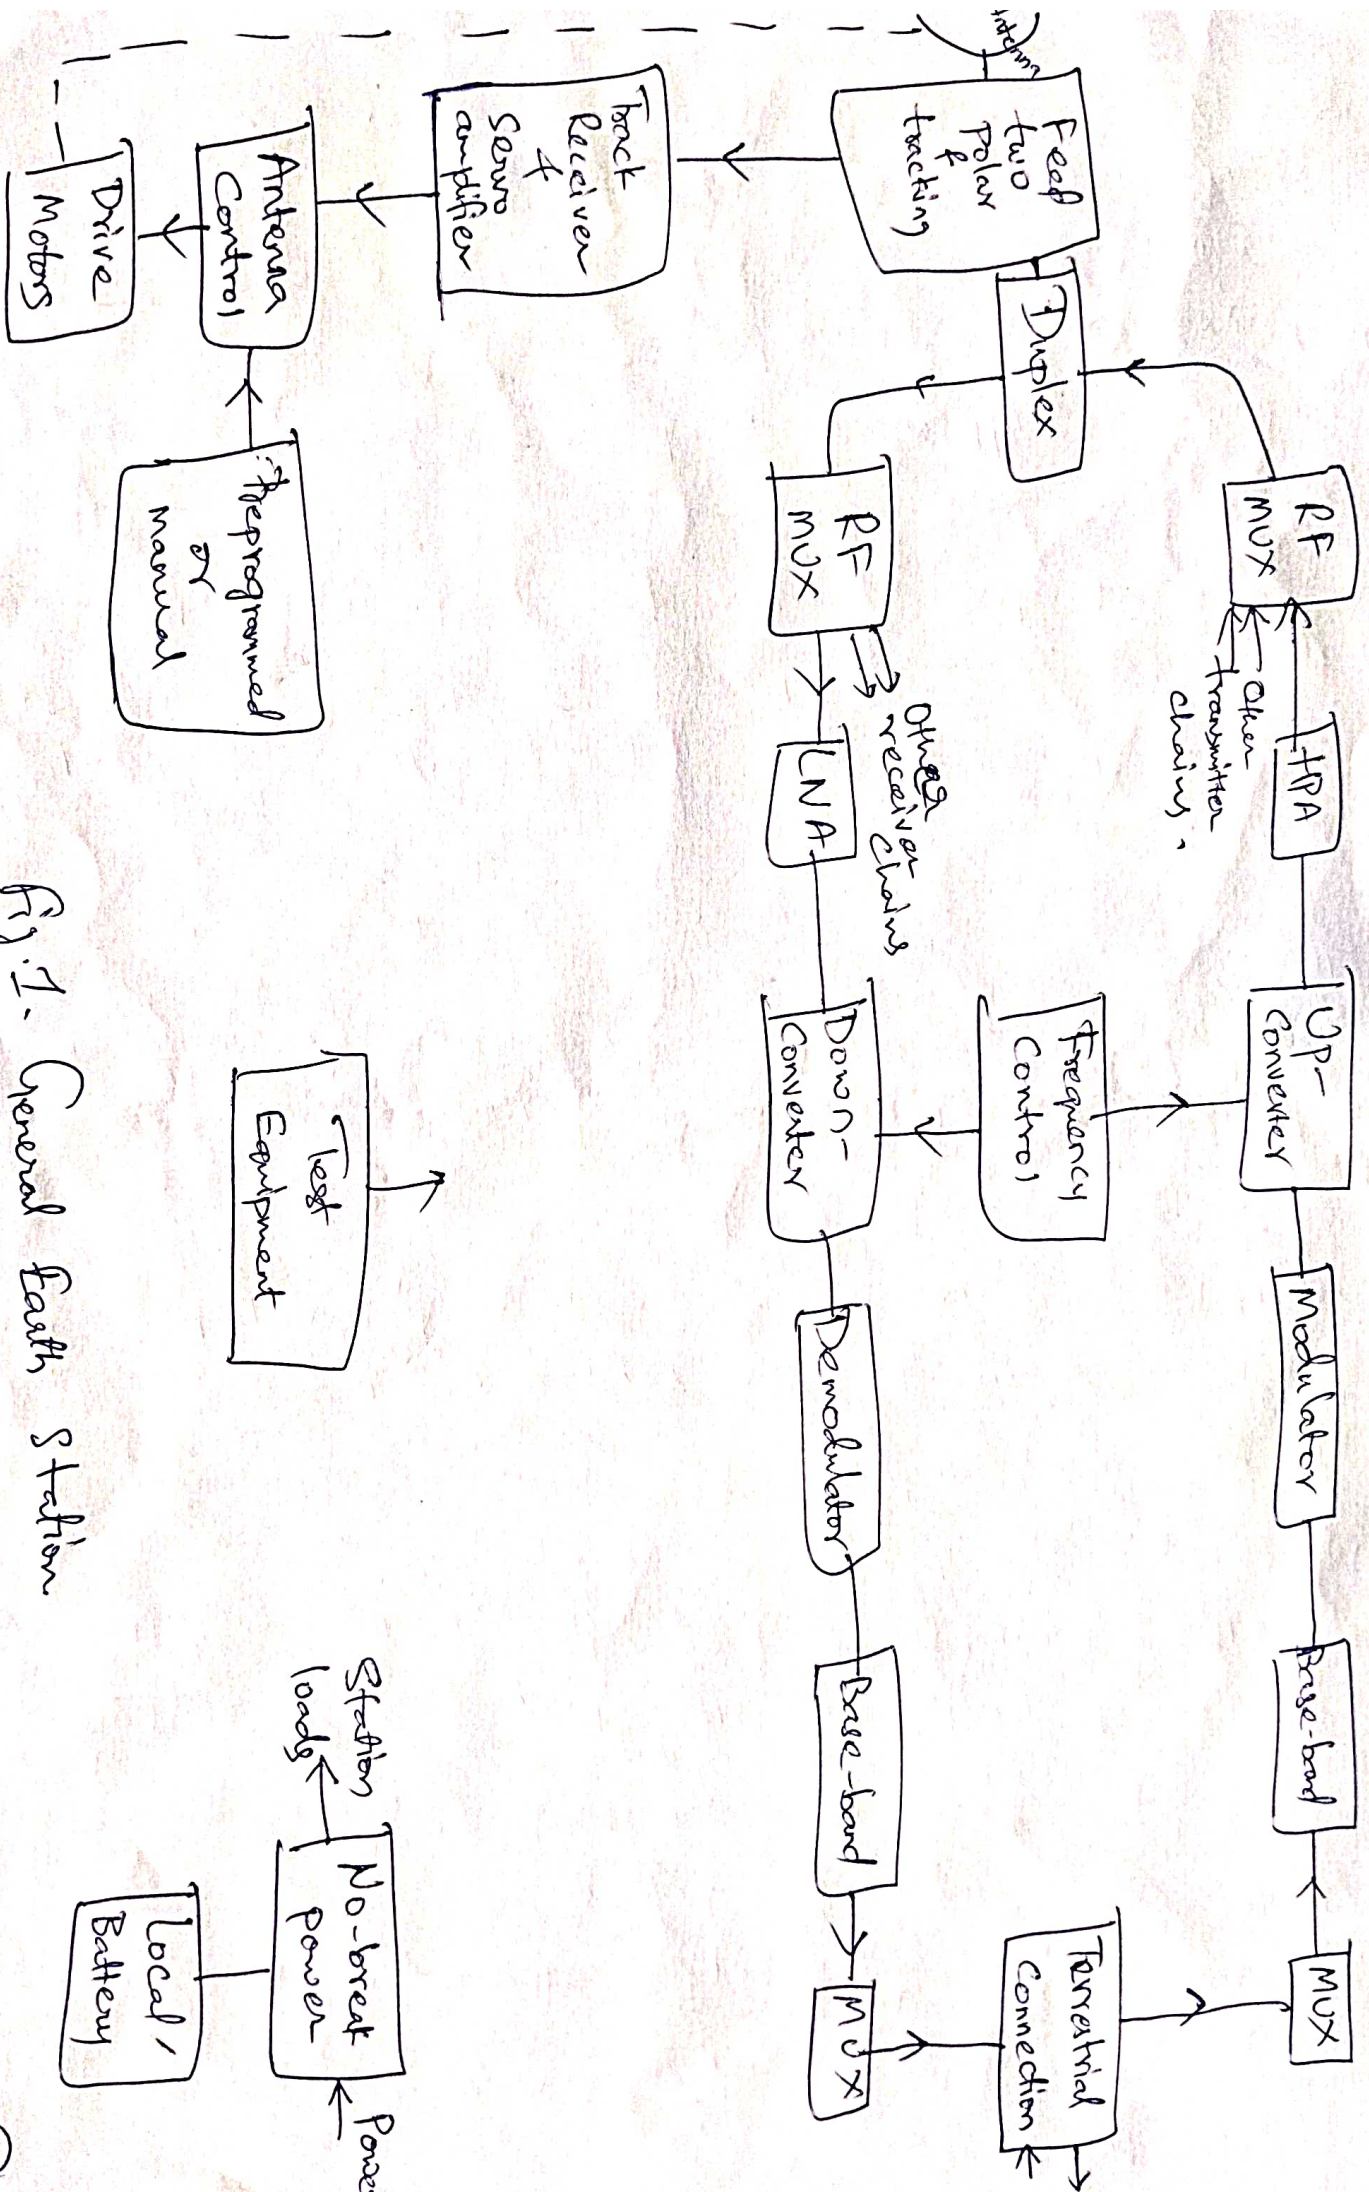 RF
MUX
HPA
Up-
Converter
Modulator
Base-band
MUX
Other
transmitter
chains.
Antenna
Feed
two
polar
&
tracking
Duplex
Frequency
Control
Terrestrial
Connection
Other
receiver
chains
RF
MUX
LNA
Down-
Converter
Demodulator
Base-band
MUX
Track
Receiver
&
Servo
amplifier
Antenna
Control
Preprogrammed
or
manual
Test
Equipment
Station
loads
No-break
power
Powe
Drive
Motors
Local/
Battery
fig.1. General Earth Station.